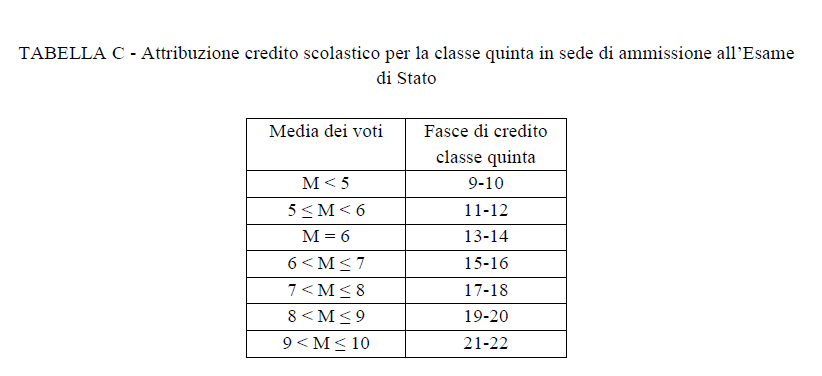 TABELLA C - Attribuzione credito scolastico per la classe quinta in sede di ammissione all’Esame
di Stato
Media dei voti Fasce di credito
classe quinta
M < 5 9-10
5 ≤ M < 6 11-12
M = 6 13-14
6 < M ≤ 7 15-16
7 < M ≤ 8 17-18
8 < M ≤ 9 19-20
9 < M ≤ 10 21-22